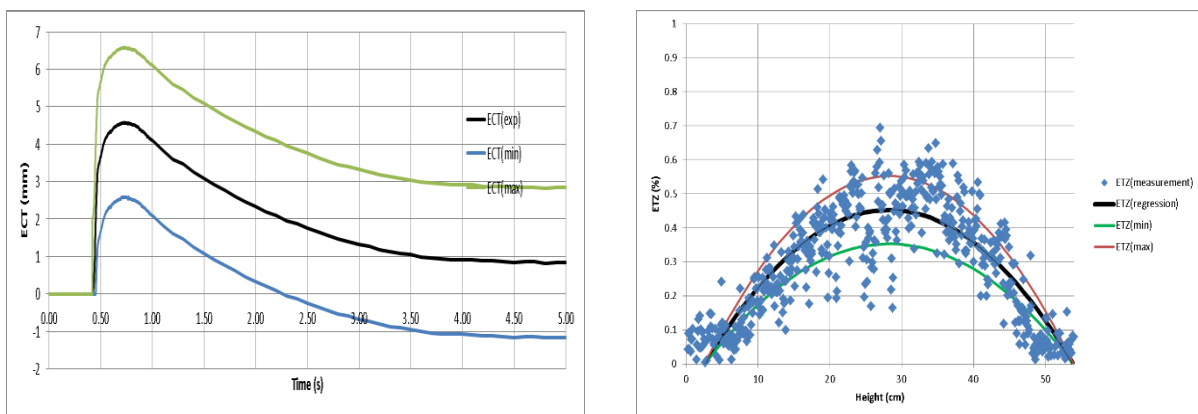 7
6
5
4
3
2
1
0
-1
-2
0.00 0.50 1.00 1.50 2.00 2.50 3.00 3.50 4.00 4.50 5.00
ECT (mm)
Time (s)
ECT(exp)
ECT(min)
ECT(max)
1
0.9
0.8
0.7
0.6
0.5
0.4
0.3
0.2
0.1
0
0 10 20 30 40 50
ETZ (%)
Height (cm)
ETZ(measurement)
ETZ(regression)
ETZ(min)
ETZ(max)